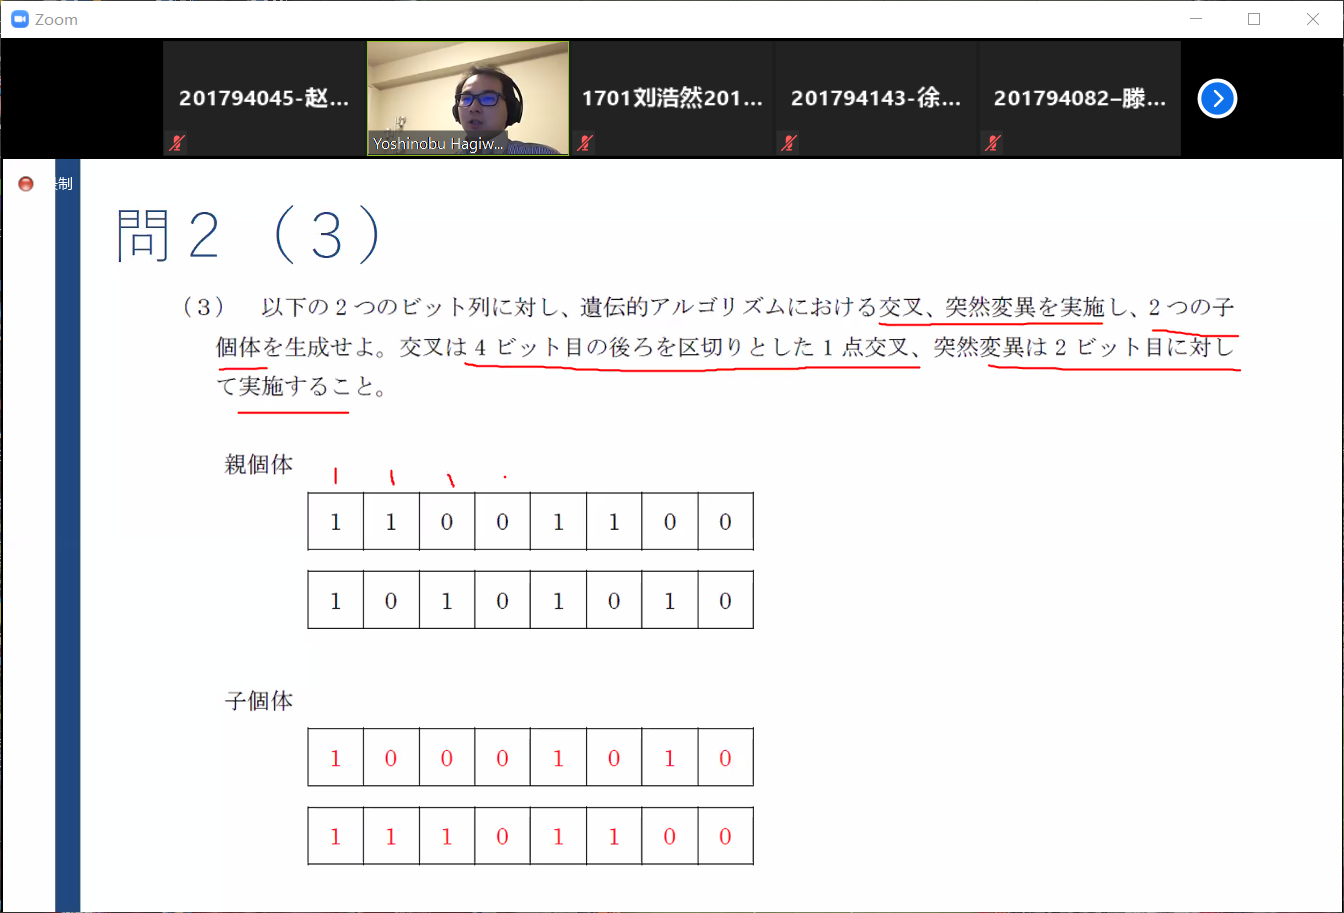 Zoom
201794045-赵...
Yoshinobu Hagiw...
1701刘浩然201...
201794143-徐...
201794082–滕...
制
問２（３）
（３） 以下の２つのビット列に対し、遺伝的アルゴリズムにおける交叉、突然変異を実施し、２つの子
個体を生成せよ。交叉は 4 ビット目の後ろを区切りとした 1 点交叉、突然変異は 2 ビット目に対し
て実施すること。
親個体
1 1 0 0 1 1 0 0
1 0 1 0 1 0 1 0
子個体
1 0 0 0 1 0 1 0
1 1 1 0 1 1 0 0